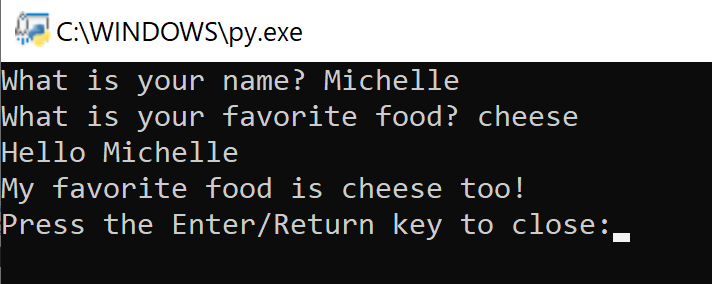 C:\WINDOWS\py.exe
What is your name? Michelle
What is your favorite food? cheese
Hello Michelle
My favorite food is cheese too!
Press the Enter/Return key to close: